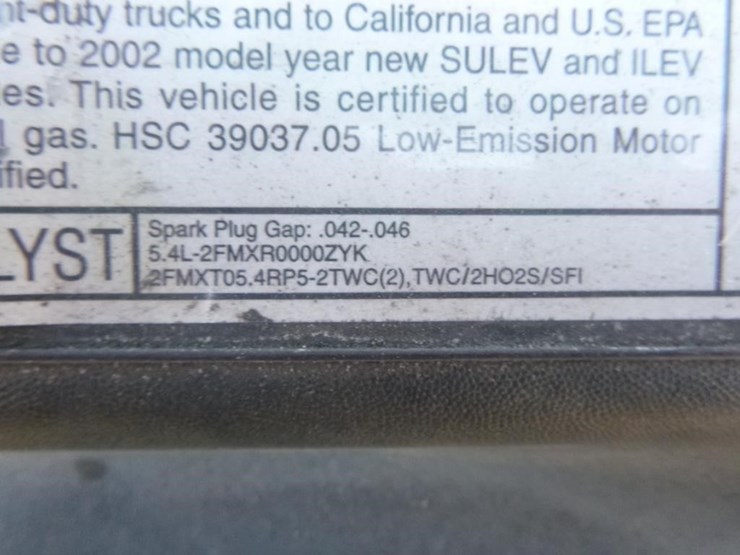 nt-duty trucks and to California and U.S. EPA
e to 2002 model year new SULEV and ILEV
es. This vehicle is certified to operate on
l gas. HSC 39037.05 Low-Emission Motor
ified.
LYST
Spark Plug Gap: .042-.046
5.4L-2FMXR0000ZYK
2FMXT05.4RP5-2TWC(2),TWC/2HO2S/SFI